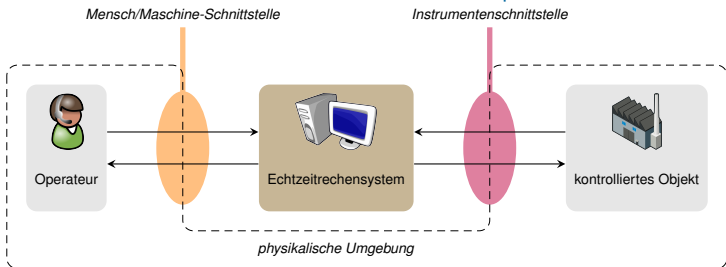 Mensch/Maschine-Schnittstelle
Instrumentenschnittstelle
Operateur
Echtzeitrechensystem
kontrolliertes Objekt
physikalische Umgebung